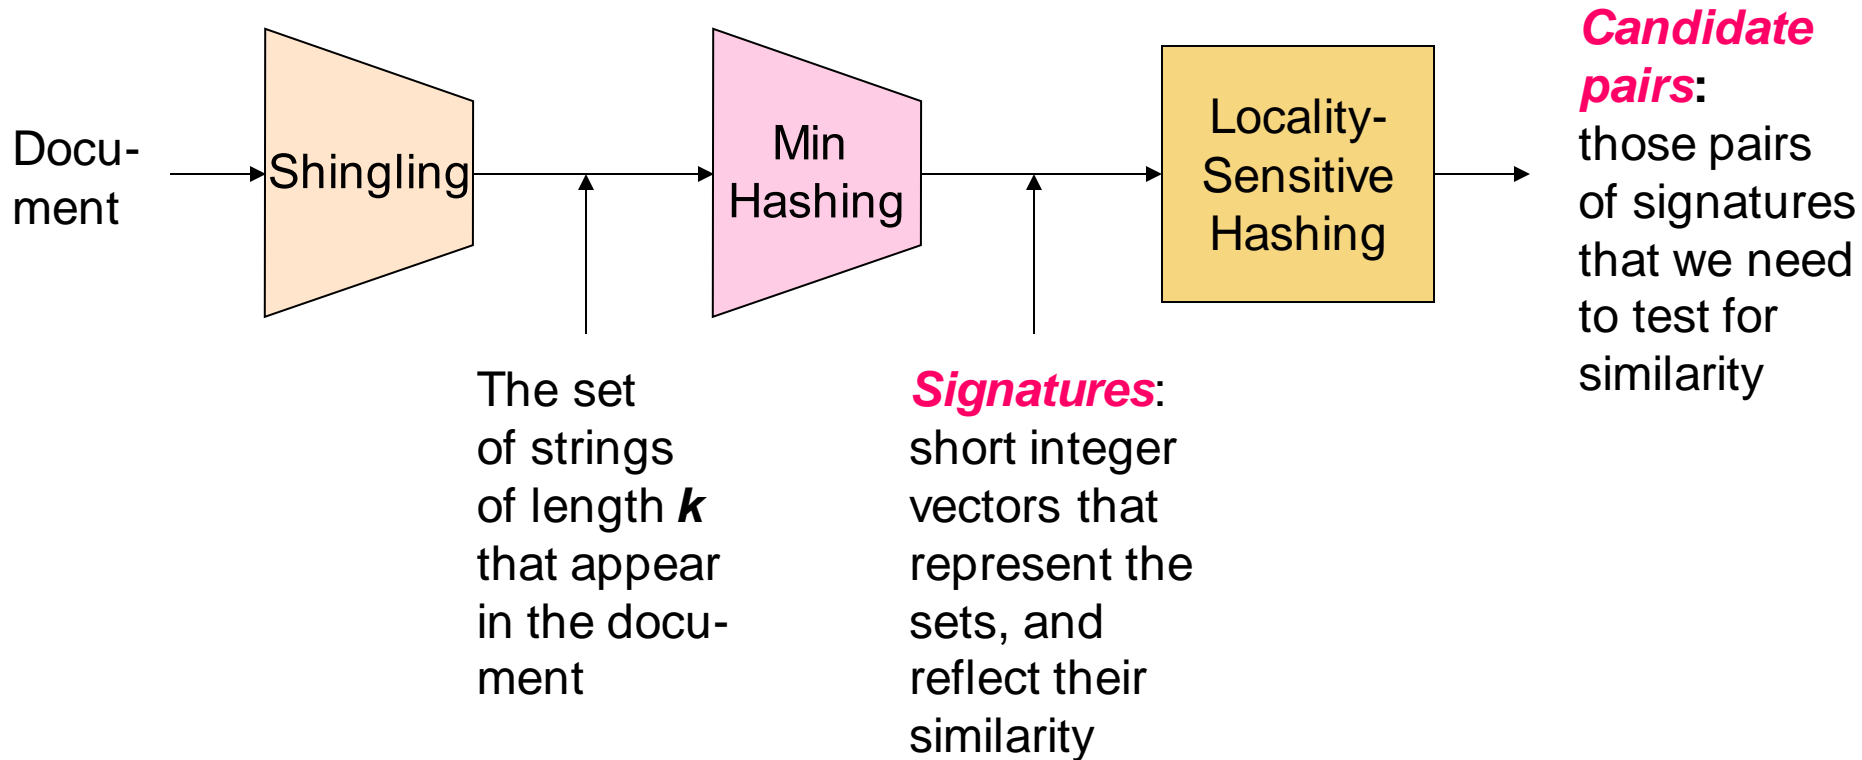 Docu-
ment
Shingling
Min
Hashing
Locality-
Sensitive
Hashing
Candidate
pairs:
those pairs
of signatures
that we need
to test for
similarity
The set
of strings
of length k
that appear
in the docu-
ment
Signatures:
short integer
vectors that
represent the
sets, and
reflect their
similarity